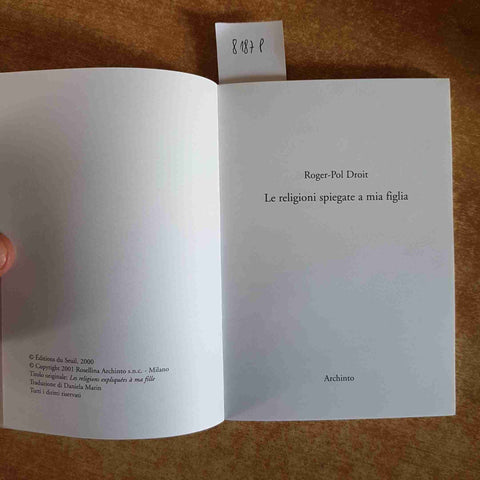 8187 P
© Éditions du Seuil, 2000
© Copyright 2001 Rosellina Archinto s.n.c. - Milano
Titolo originale: Les religions expliquées à ma fille
Traduzione di Daniela Marin
Tutti i diritti riservati
Roger-Pol Droit
Le religioni spiegate a mia figlia
Archinto